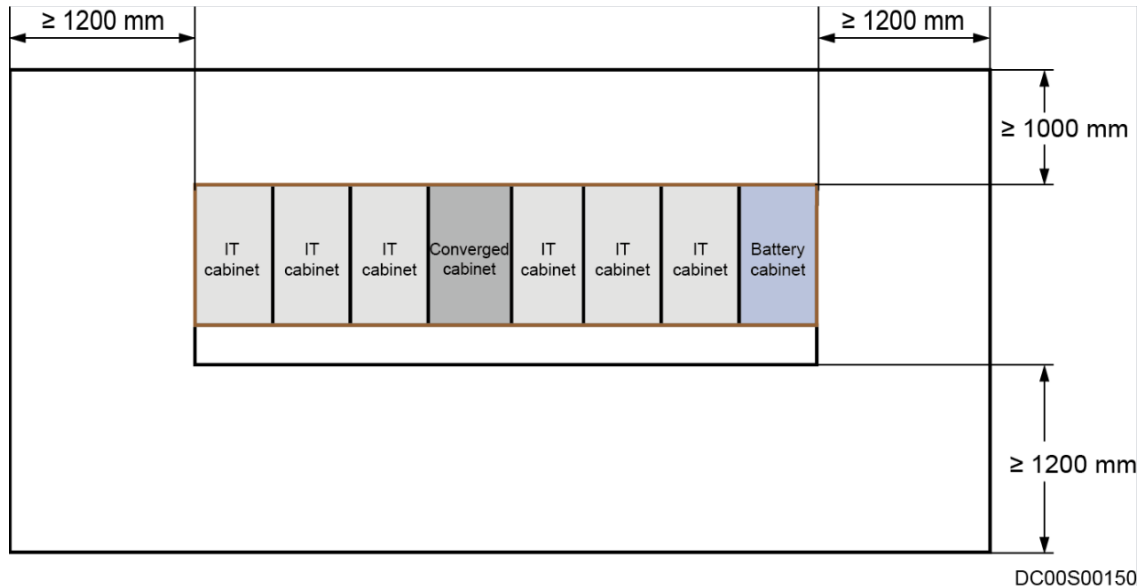 ≥ 1200 mm
≥ 1200 mm
≥ 1000 mm
IT
cabinet
IT
cabinet
IT
cabinet
Converged
cabinet
IT
cabinet
IT
cabinet
IT
cabinet
Battery
cabinet
≥ 1200 mm
DC00S00150